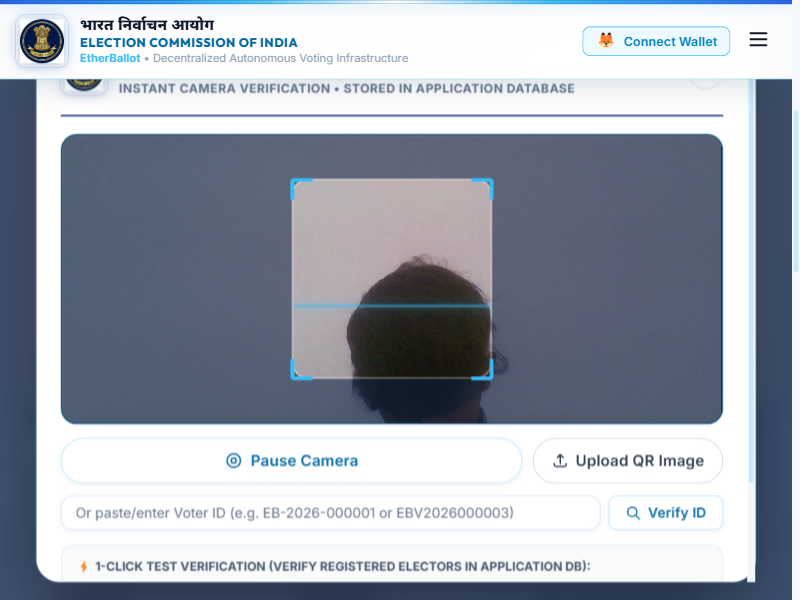 भारत निर्वाचन आयोग
ELECTION COMMISSION OF INDIA
EtherBallot • Decentralized Autonomous Voting Infrastructure
Connect Wallet
INSTANT CAMERA VERIFICATION • STORED IN APPLICATION DATABASE
Pause Camera
Upload QR Image
Or paste/enter Voter ID (e.g. EB-2026-000001 or EBV2026000003)
Verify ID
1-CLICK TEST VERIFICATION (VERIFY REGISTERED ELECTORS IN APPLICATION DB):